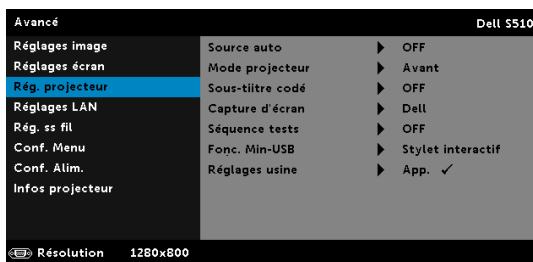 Avancé Dell S510
Réglages image
Réglages écran
Rég. projecteur
Réglages LAN
Rég. ss fil
Conf. Menu
Conf. Alim.
Infos projecteur
Source auto OFF
Mode projecteur Avant
Sous-tiitre codé OFF
Capture d'écran Dell
Séquence tests OFF
Fonc. Min-USB Stylet interactif
Réglages usine App. ✓
Résolution 1280x800